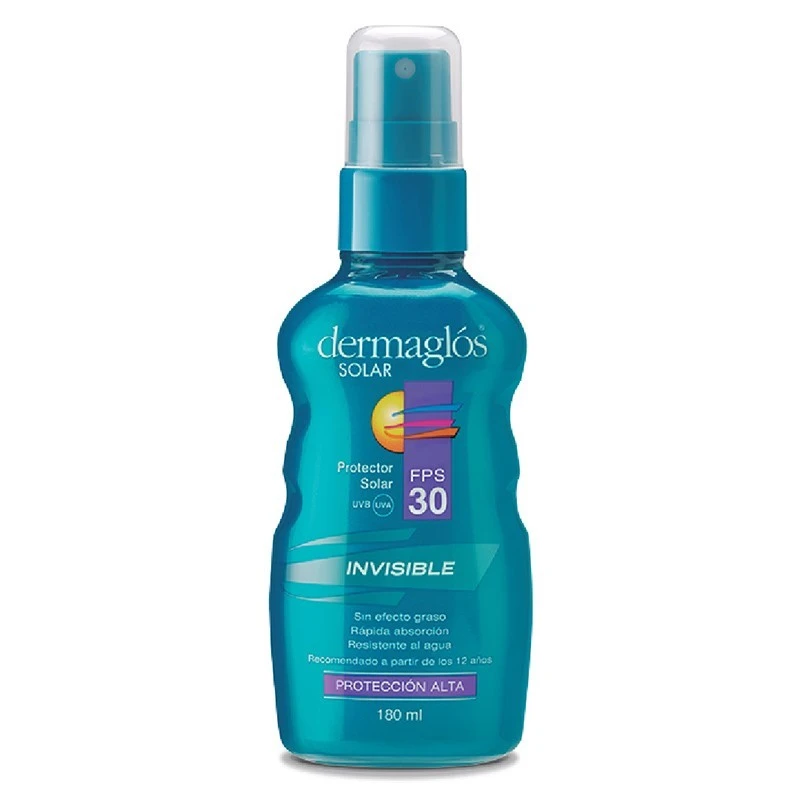 dermaglós®
SOLAR
Protector
Solar
UVB UVA
FPS
30
INVISIBLE
Sin efecto graso
Rápida absorción
Resistente al agua
Recomendado a partir de los 12 años
PROTECCIÓN ALTA
180 ml